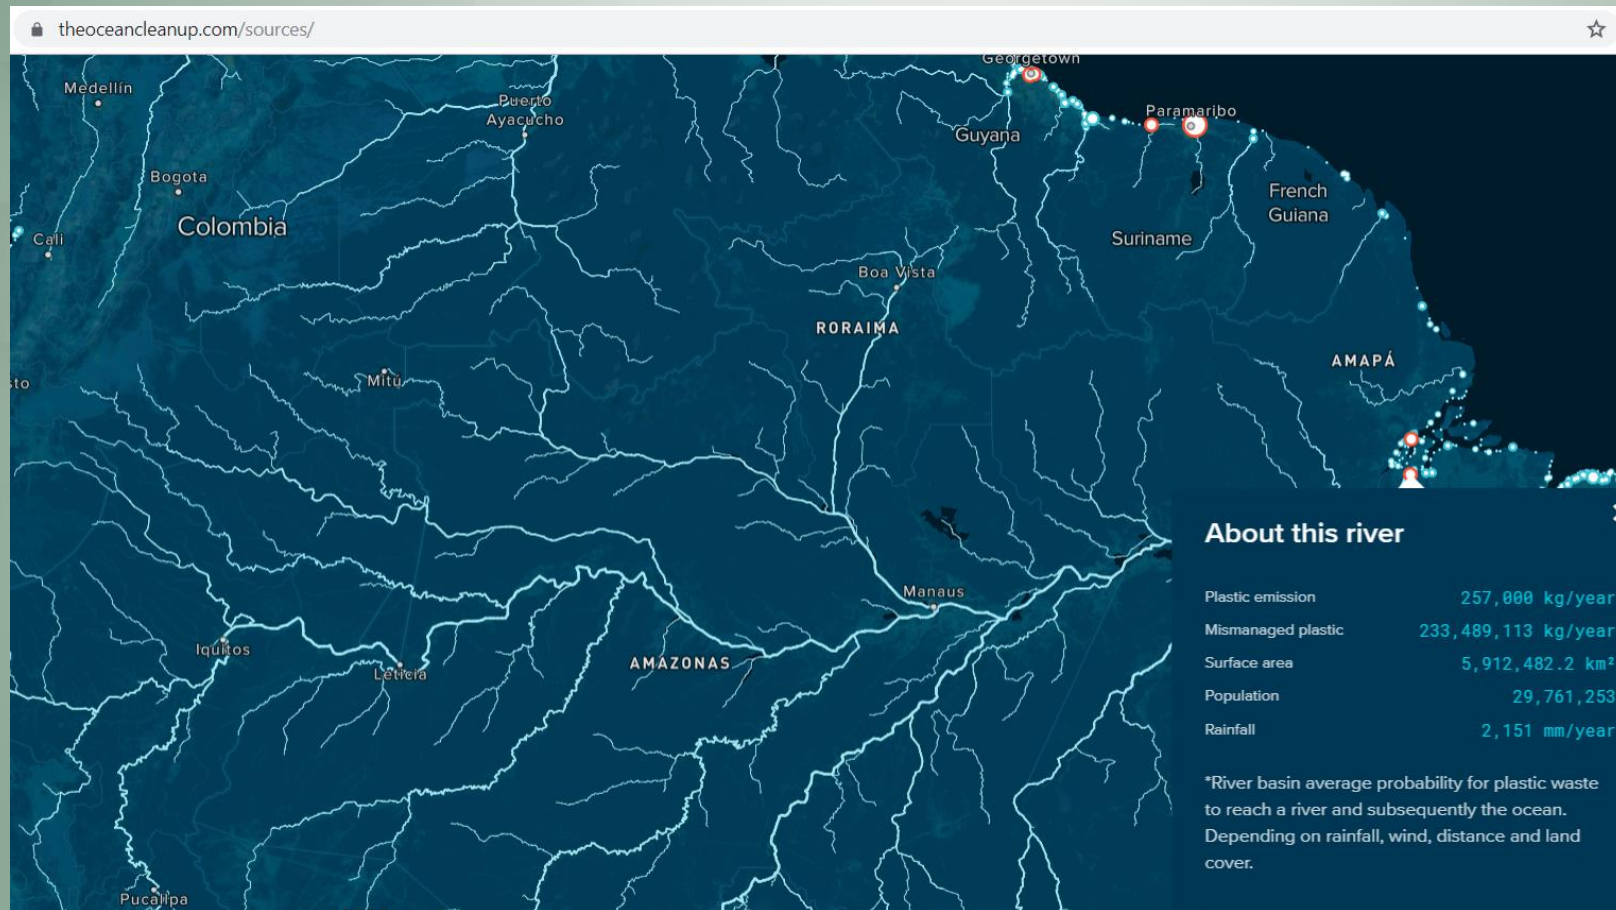 theoceancleanup.com/sources/
Georgetown
Medellín
Puerto
Ayacucho
Paramaribo
Guyana
Bogota
French
Guiana
Colombia
Cali
Suriname
Boa Vista
RORAIMA
AMAPÁ
sto
Mitú
About this river
Plastic emission 257,000 kg/year
Manaus
Mismanaged plastic 233,489,113 kg/year
Iquitos
Surface area 5,912,482.2 km²
AMAZONAS
Leticia
Population 29,761,253
Rainfall 2,151 mm/year
*River basin average probability for plastic waste
to reach a river and subsequently the ocean.
Depending on rainfall, wind, distance and land
cover.
Pucallpa